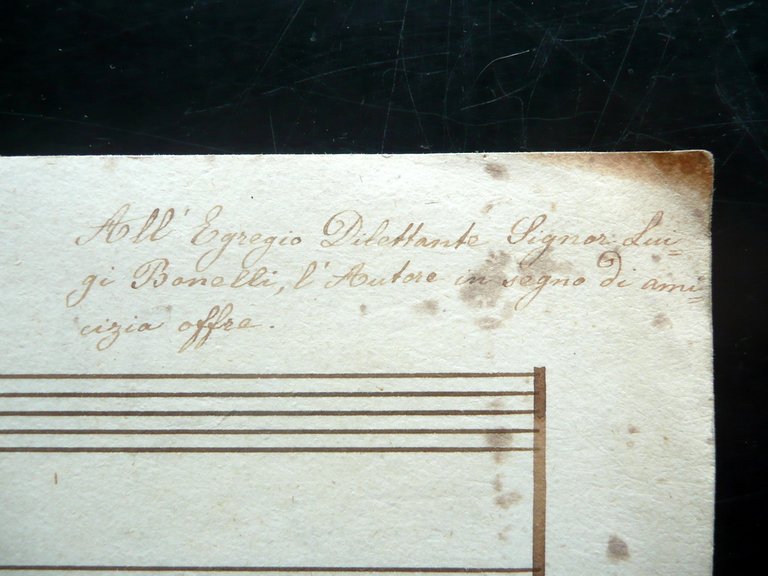 All' Egregio Dilettante Signor Lui-
gi Bonelli, l'Autore in segno di ami-
cizia offre.